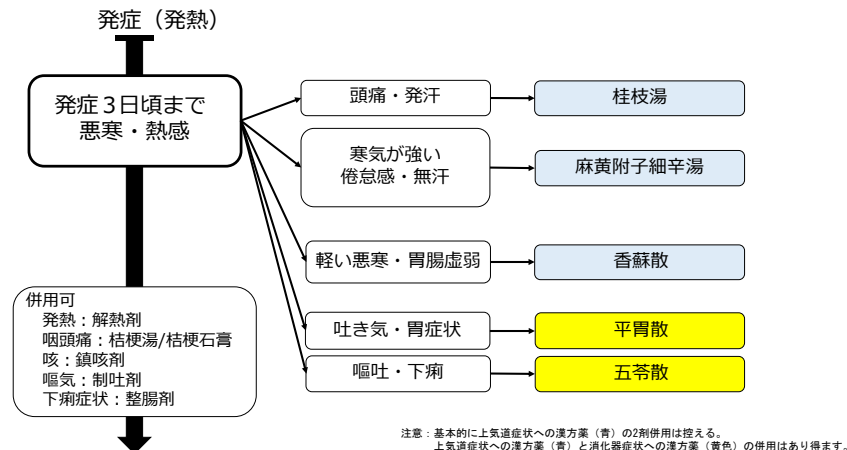 発症（発熱）
発症３日頃まで
悪寒・熱感
頭痛・発汗
桂枝湯
寒気が強い
倦怠感・無汗
麻黄附子細辛湯
軽い悪寒・胃腸虚弱
香蘇散
吐き気・胃症状
平胃散
嘔吐・下痢
五苓散
併用可
発熱：解熱剤
咽頭痛：桔梗湯/桔梗石膏
咳：鎮咳剤
嘔気：制吐剤
下痢症状：整腸剤
注意：基本的に上気道症状への漢方薬（青）の2剤併用は控える。
上気道症状への漢方薬（青）と消化器症状への漢方薬（黄色）の併用はあり得ます。